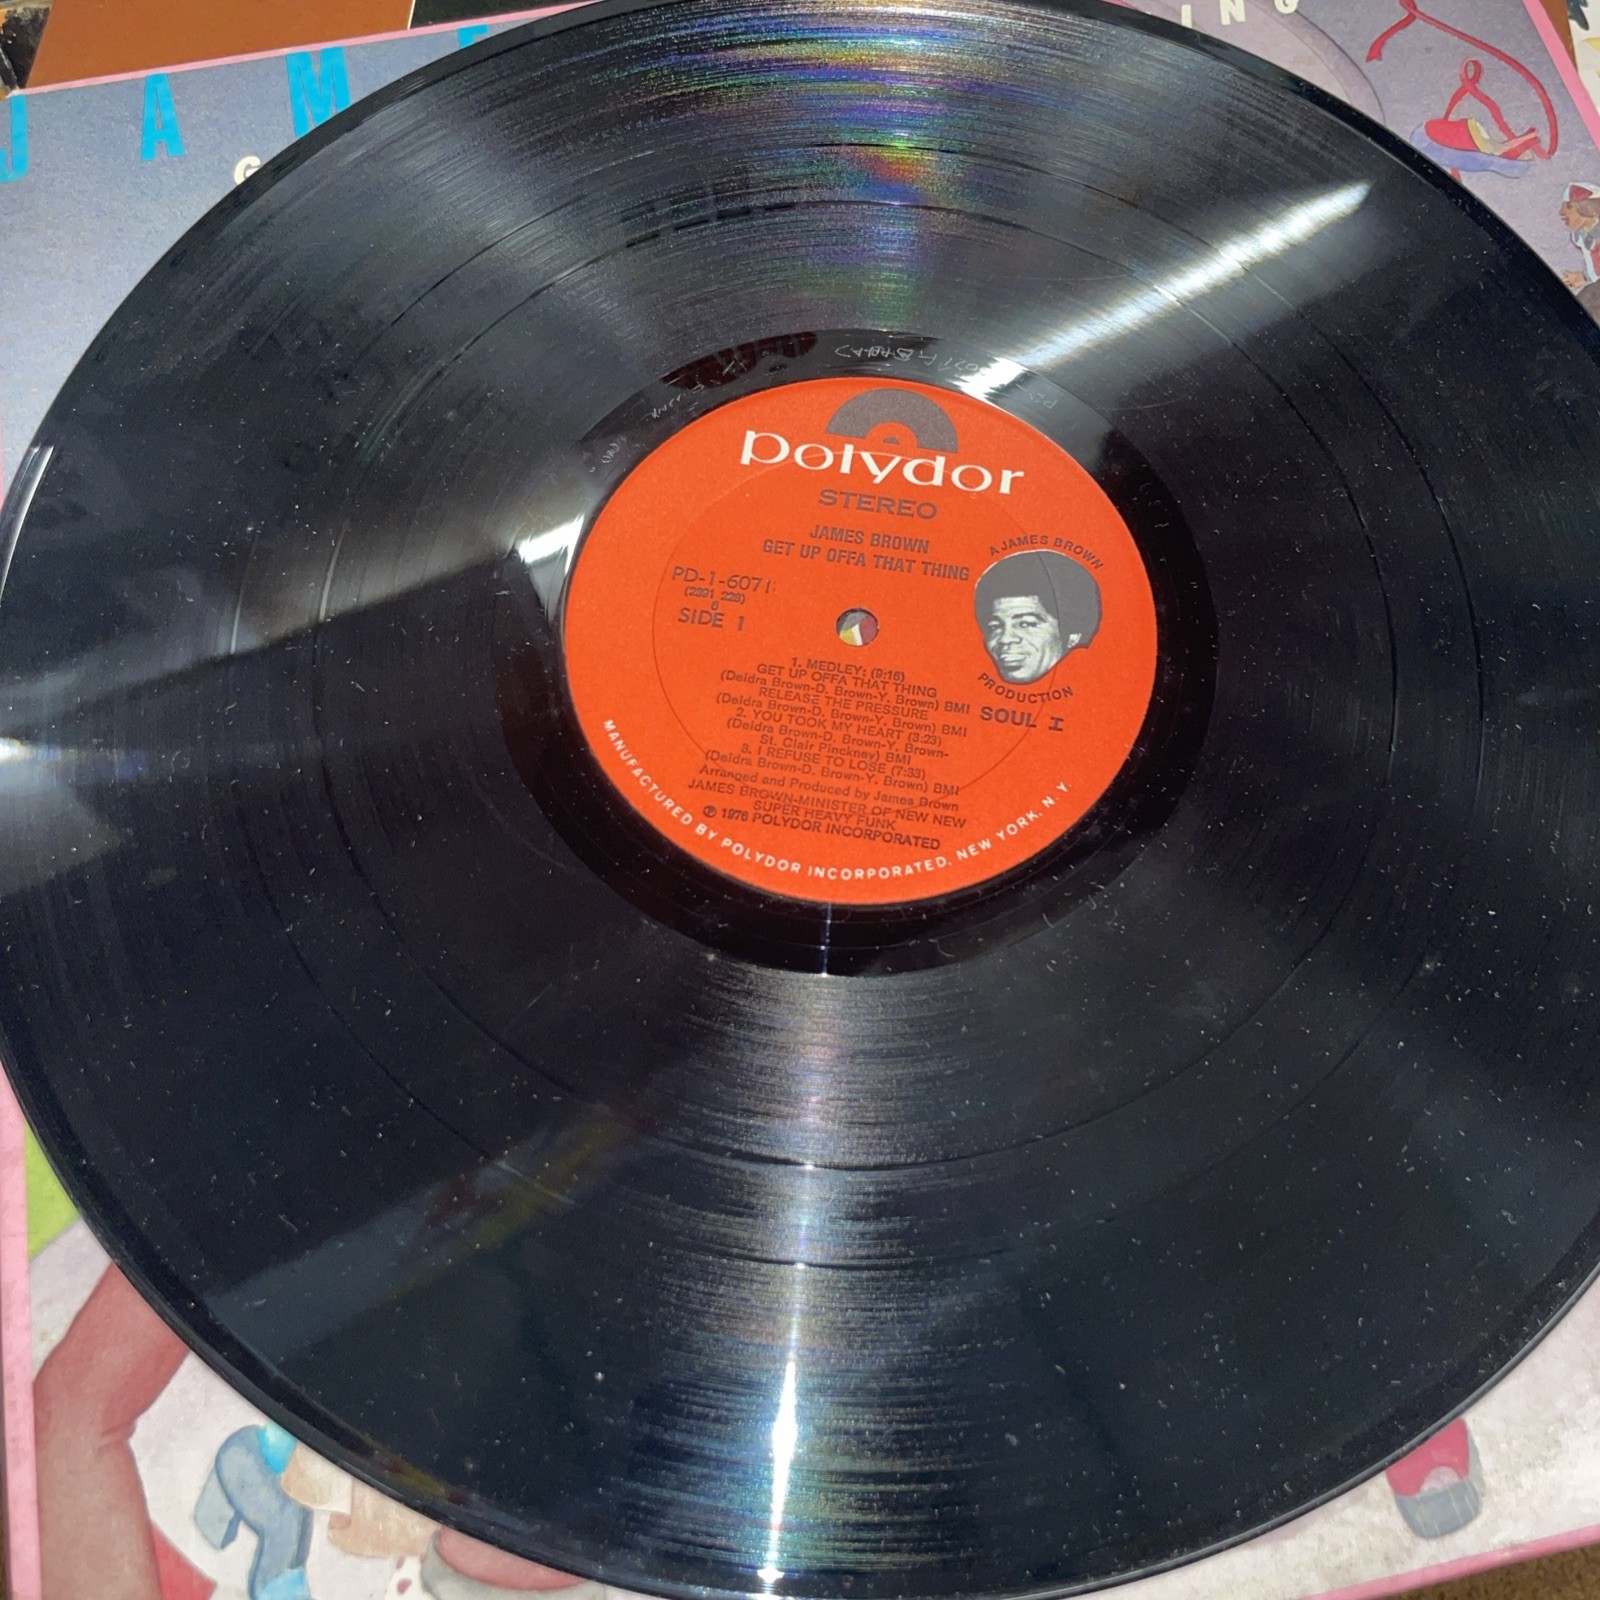 JAME
G
ING
polydor
STEREO
JAMES BROWN
GET UP OFFA THAT THING
PD-1-6071
(2391 228)
SIDE 1
A JAMES BROWN
PRODUCTION
SOUL I
1. MEDLEY: (9:16)
GET UP OFFA THAT THING
(Deidra Brown-D. Brown-Y. Brown) BMI
RELEASE THE PRESSURE
(Deidra Brown-D. Brown-Y. Brown) BMI
2. YOU TOOK MY HEART (3:23)
(Deidra Brown-D. Brown-Y. Brown-
St. Clair Pinckney) BMI
3. I REFUSE TO LOSE (7:33)
(Deidra Brown-D. Brown-Y. Brown) BMI
Arranged and Produced by James Brown
JAMES BROWN-MINISTER OF NEW NEW
SUPER HEAVY FUNK
℗ 1976 POLYDOR INCORPORATED
MANUFACTURED BY POLYDOR INCORPORATED, NEW YORK, N.Y.